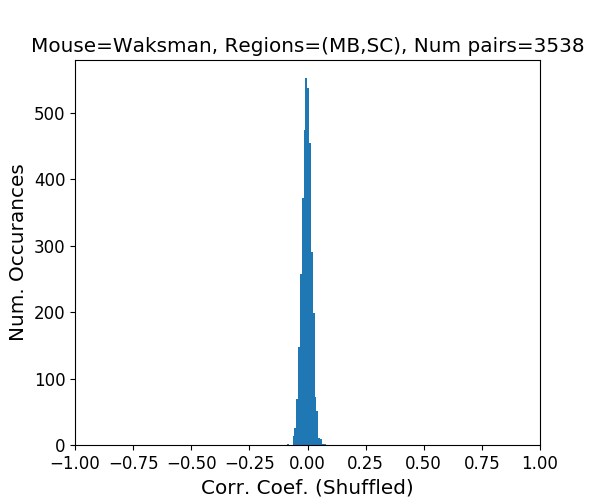 Mouse=Waksman, Regions=(MB,SC), Num pairs=3538
Num. Occurances
500
400
300
200
100
0
−1.00 −0.75 −0.50 −0.25 0.00 0.25 0.50 0.75 1.00
Corr. Coef. (Shuffled)